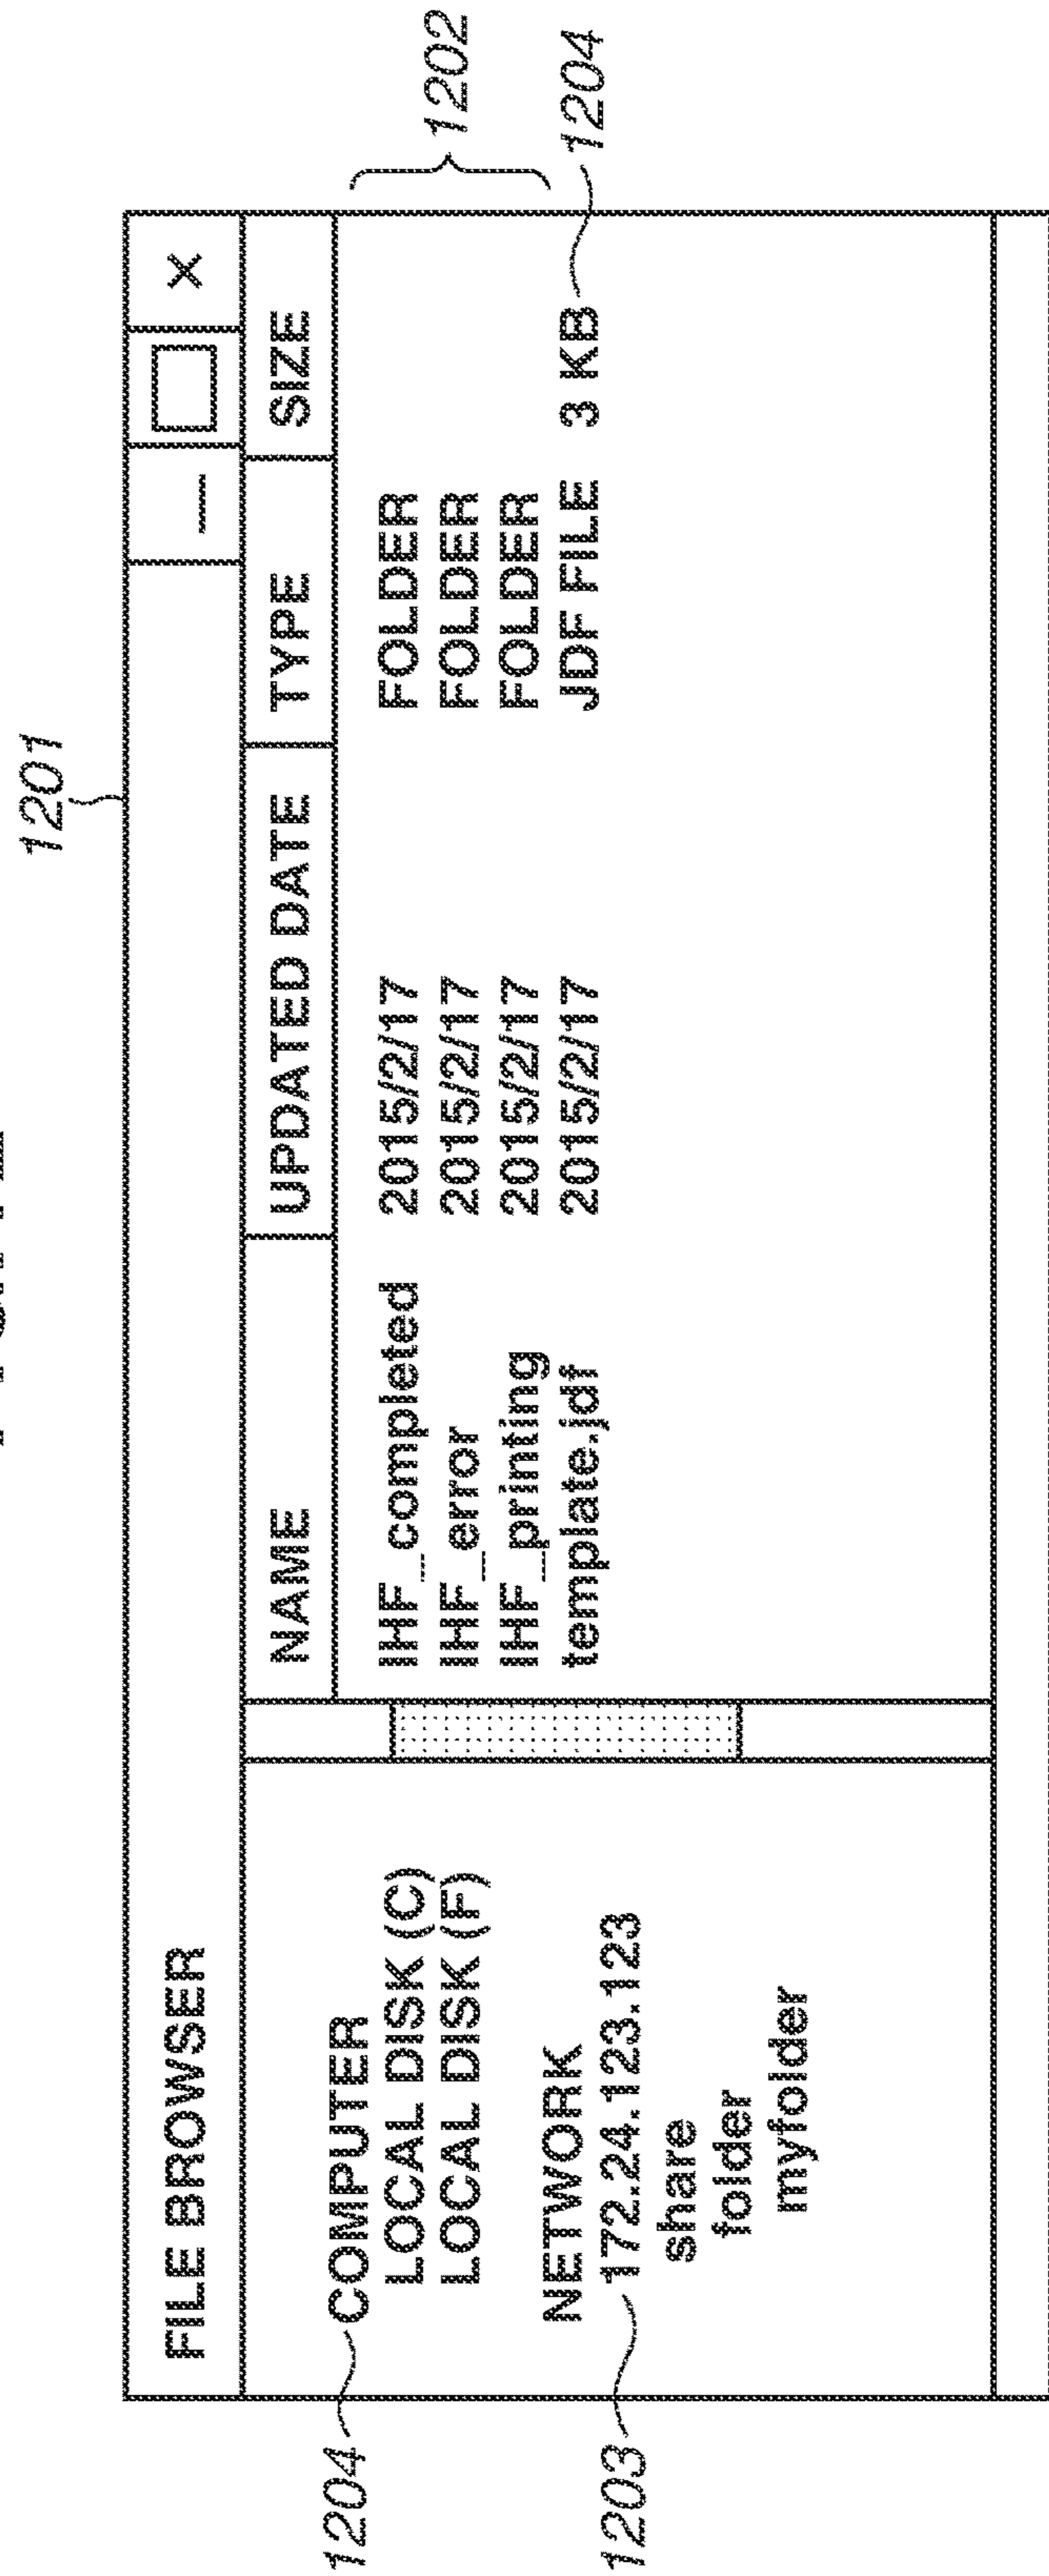 1201
FILE BROWSER — □ ×
NAME UPDATED DATE TYPE SIZE
1204 COMPUTER
LOCAL DISK (C)
LOCAL DISK (F)
NETWORK
1203 172.24.123.123
share
folder
myfolder
IHF_completed 2015/2/17 FOLDER
IHF_error 2015/2/17 FOLDER
IHF_printing 2015/2/17 FOLDER
1202
template.jdf 2015/2/17 JDF FILE 3 KB 1204